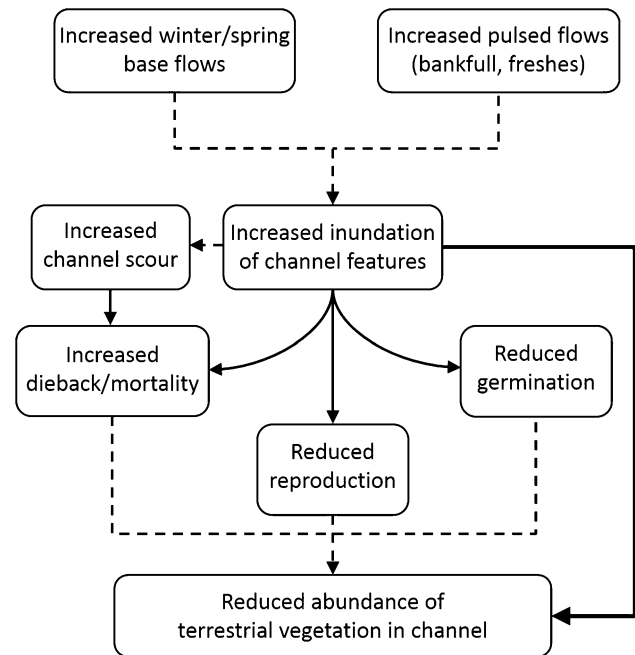 Increased winter/spring
base flows
Increased pulsed flows
(bankfull, freshes)
Increased
channel scour
Increased inundation
of channel features
Increased
dieback/mortality
Reduced
germination
Reduced
reproduction
Reduced abundance of
terrestrial vegetation in channel